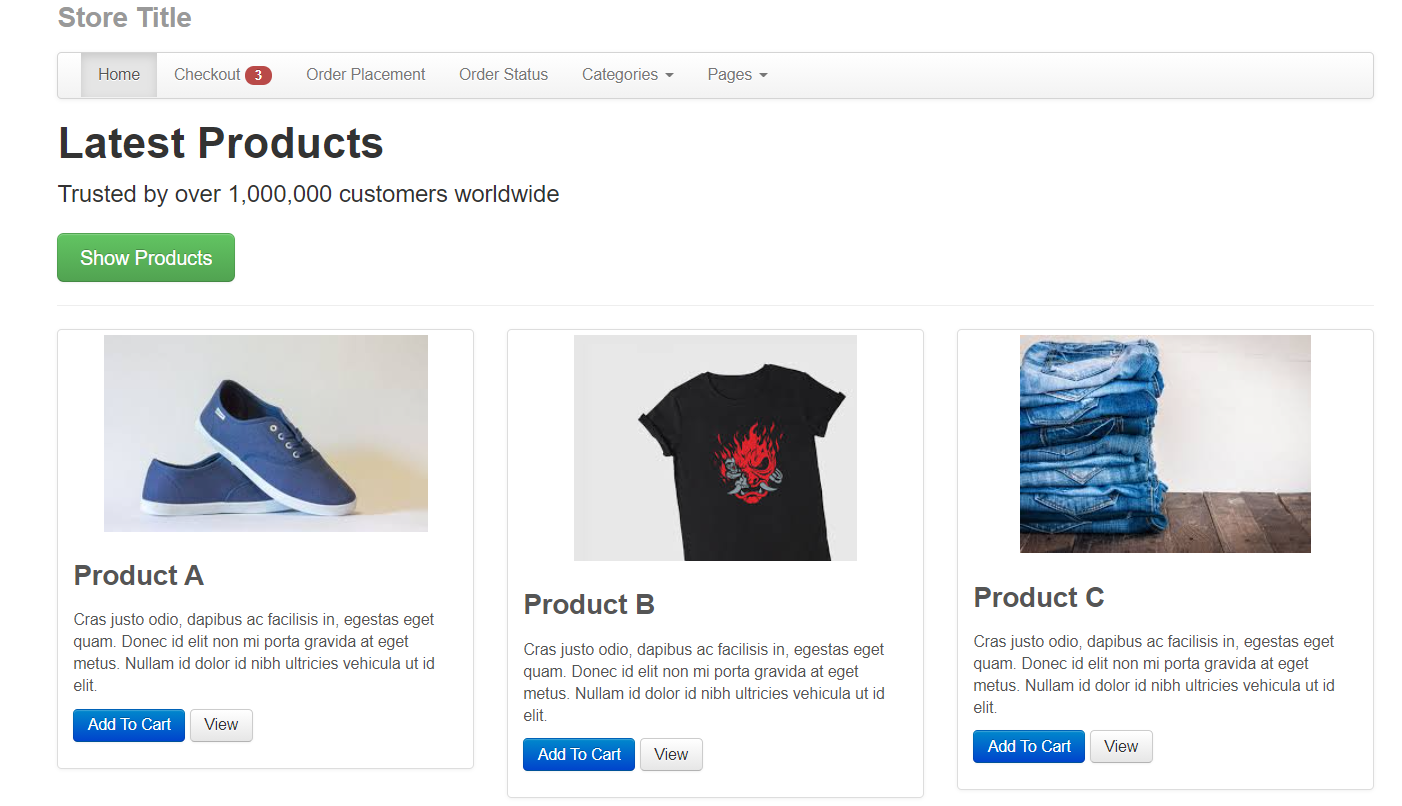 Store Title
Home Checkout 3 Order Placement Order Status Categories Pages
Latest Products
Trusted by over 1,000,000 customers worldwide
Show Products
Product A
Cras justo odio, dapibus ac facilisis in, egestas eget
quam. Donec id elit non mi porta gravida at eget
metus. Nullam id dolor id nibh ultricies vehicula ut id
elit.
Add To Cart View
Product B
Cras justo odio, dapibus ac facilisis in, egestas eget
quam. Donec id elit non mi porta gravida at eget
metus. Nullam id dolor id nibh ultricies vehicula ut id
elit.
Add To Cart View
Product C
Cras justo odio, dapibus ac facilisis in, egestas eget
quam. Donec id elit non mi porta gravida at eget
metus. Nullam id dolor id nibh ultricies vehicula ut id
elit.
Add To Cart View